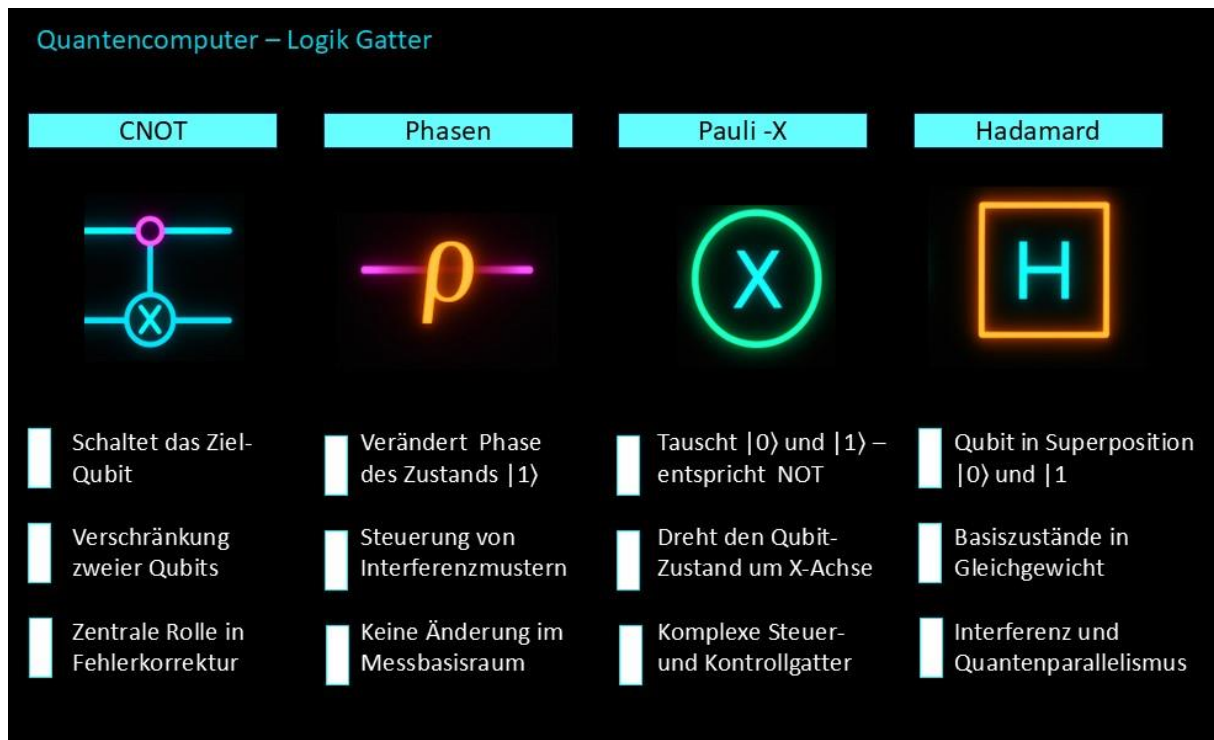 Quantencomputer – Logik Gatter
CNOT
Phasen
Pauli -X
Hadamard
X
ρ
X
H
Schaltet das Ziel-
Qubit
Verschränkung
zweier Qubits
Zentrale Rolle in
Fehlerkorrektur
Verändert Phase
des Zustands |1⟩
Steuerung von
Interferenzmustern
Keine Änderung im
Messbasisraum
Tauscht |0⟩ und |1⟩ –
entspricht NOT
Dreht den Qubit-
Zustand um X-Achse
Komplexe Steuer-
und Kontrollgatter
Qubit in Superposition
|0⟩ und |1
Basiszustände in
Gleichgewicht
Interferenz und
Quantenparallelismus